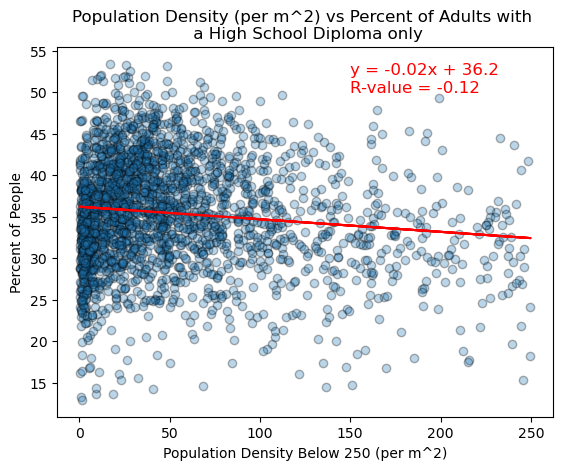 Population Density (per m^2) vs Percent of Adults with
a High School Diploma only
y = -0.02x + 36.2
R-value = -0.12
55
50
45
40
35
30
25
20
15
Percent of People
0
50
100
150
200
250
Population Density Below 250 (per m^2)